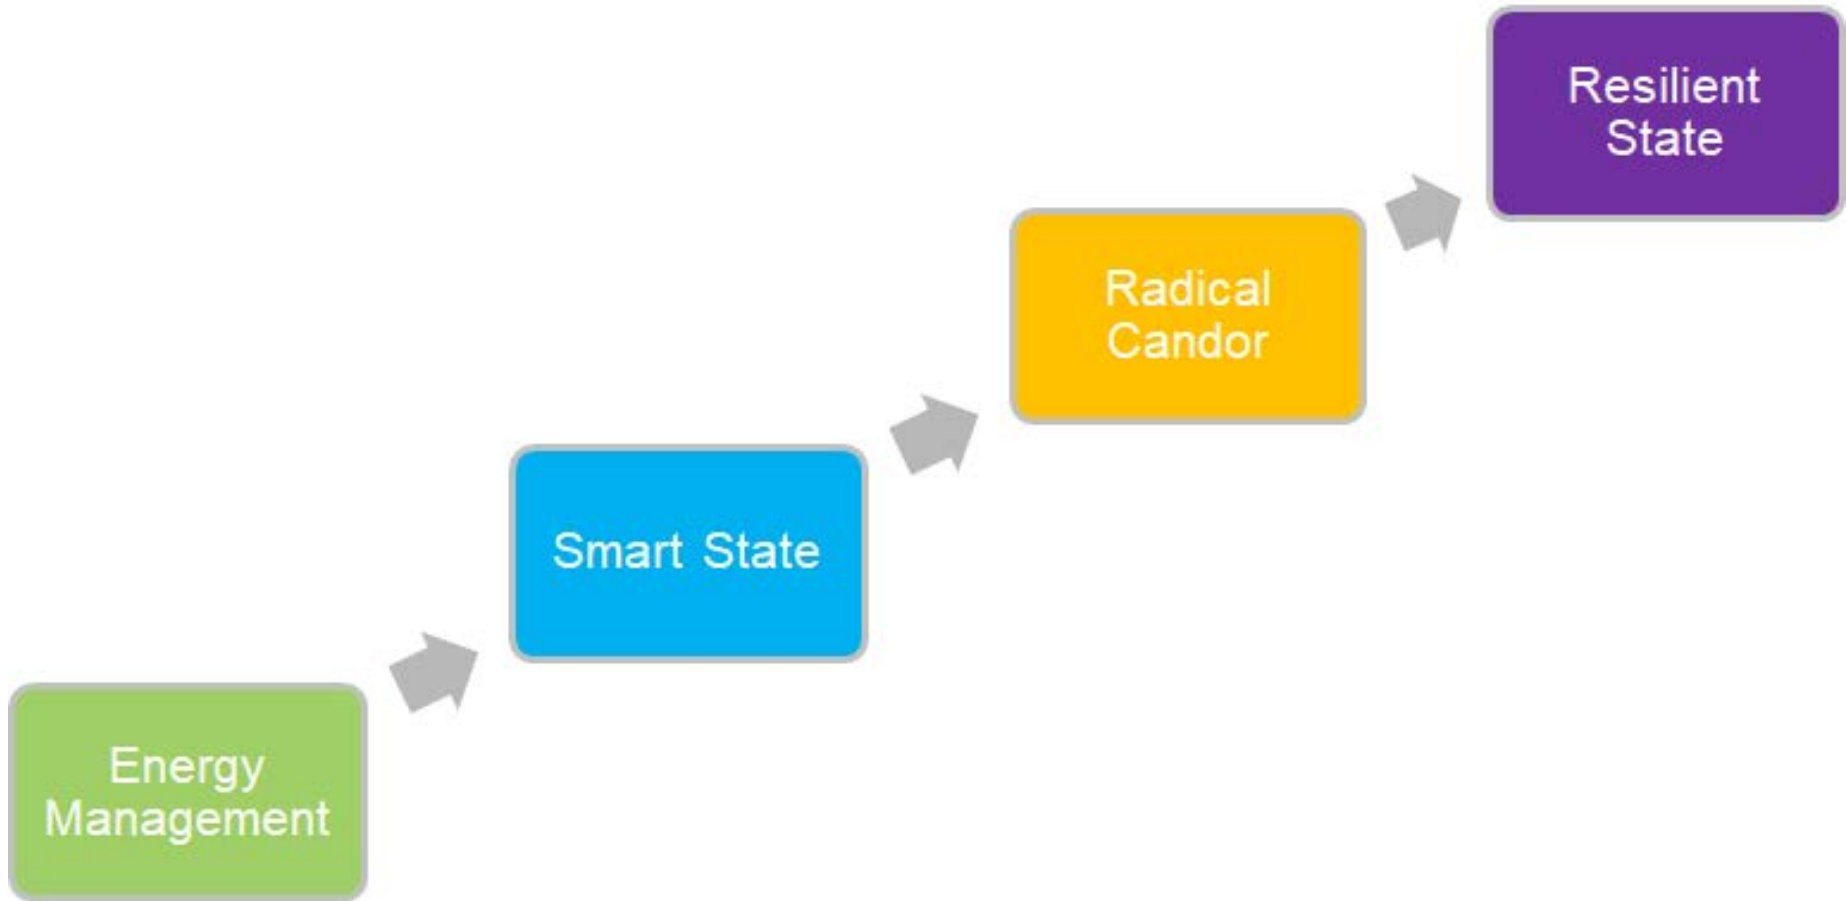 Resilient
State
Radical
Candor
Smart State
Energy
Management